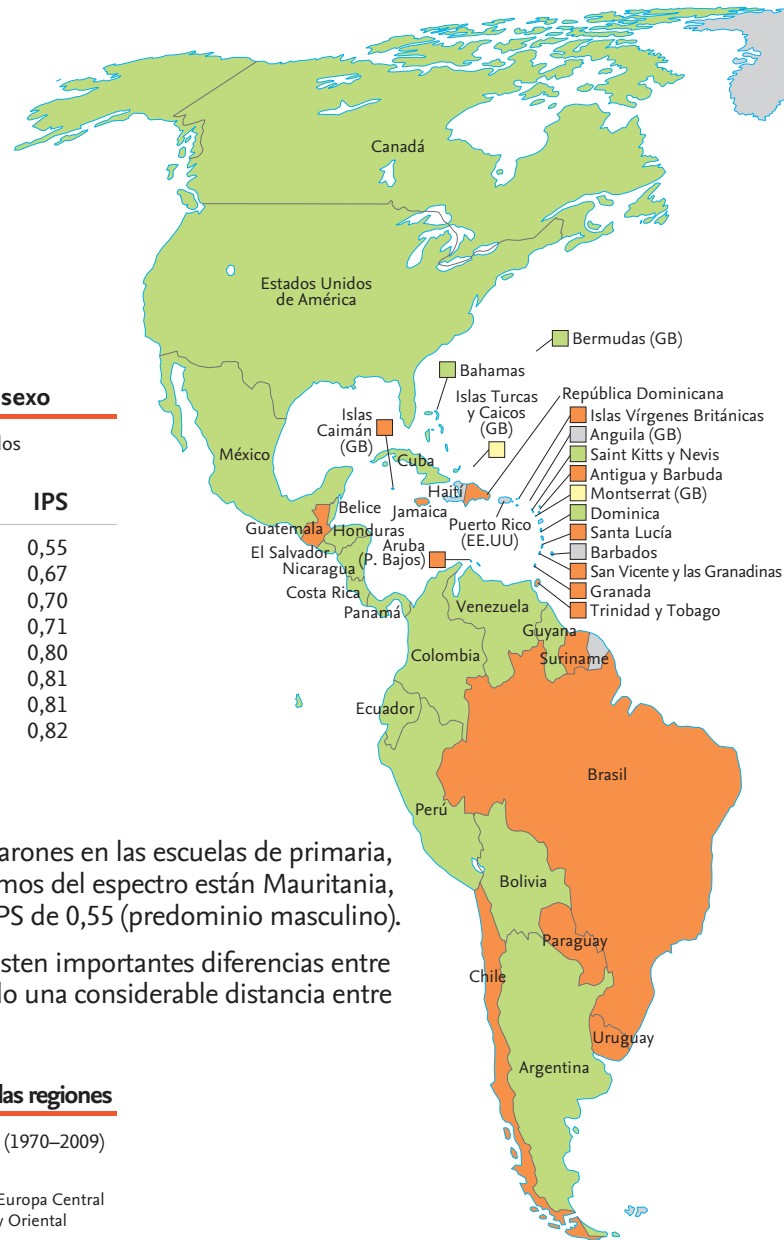 Canadá
Estados Unidos
de América
Bermudas (GB)
Bahamas
Islas Turcas
y Caicos
(GB)
República Dominicana
Islas Vírgenes Británicas
Anguila (GB)
Saint Kitts y Nevis
Antigua y Barbuda
Montserrat (GB)
Dominica
Santa Lucía
Barbados
San Vicente y las Granadinas
Granada
Trinidad y Tobago
Islas
Caimán
(GB)
México
Cuba
Haití
Jamaica
Puerto Rico
(EE.UU)
Belice
Guatemala
Honduras
El Salvador
Nicaragua
Aruba
(P. Bajos)
Costa Rica
Panamá
Venezuela
Guyana
Suriname
Colombia
Ecuador
Perú
Brasil
Bolivia
Paraguay
Chile
Uruguay
Argentina
sexo
los
IPS
0,55
0,67
0,70
0,71
0,80
0,81
0,81
0,82
arones en las escuelas de primaria,
mos del espectro están Mauritania,
PS de 0,55 (predominio masculino).
sten importantes diferencias entre
lo una considerable distancia entre
las regiones
(1970–2009)
Europa Central
y Oriental